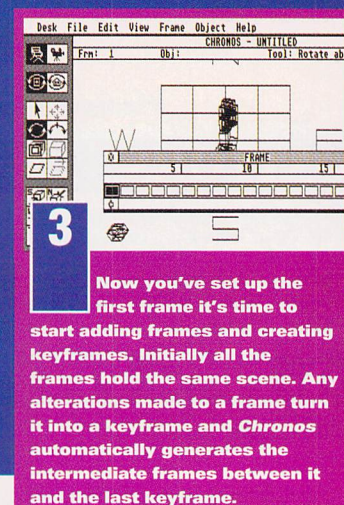 Desk File Edit View Frame Object Help
CHRONOS - UNTITLED
Frm: 1 Obj: Tool: Rotate ab
W E
FRAME
5 10 15
S
3
Now you've set up the
first frame it's time to
start adding frames and creating
keyframes. Initially all the
frames hold the same scene. Any
alterations made to a frame turn
it into a keyframe and Chronos
automatically generates the
intermediate frames between it
and the last keyframe.